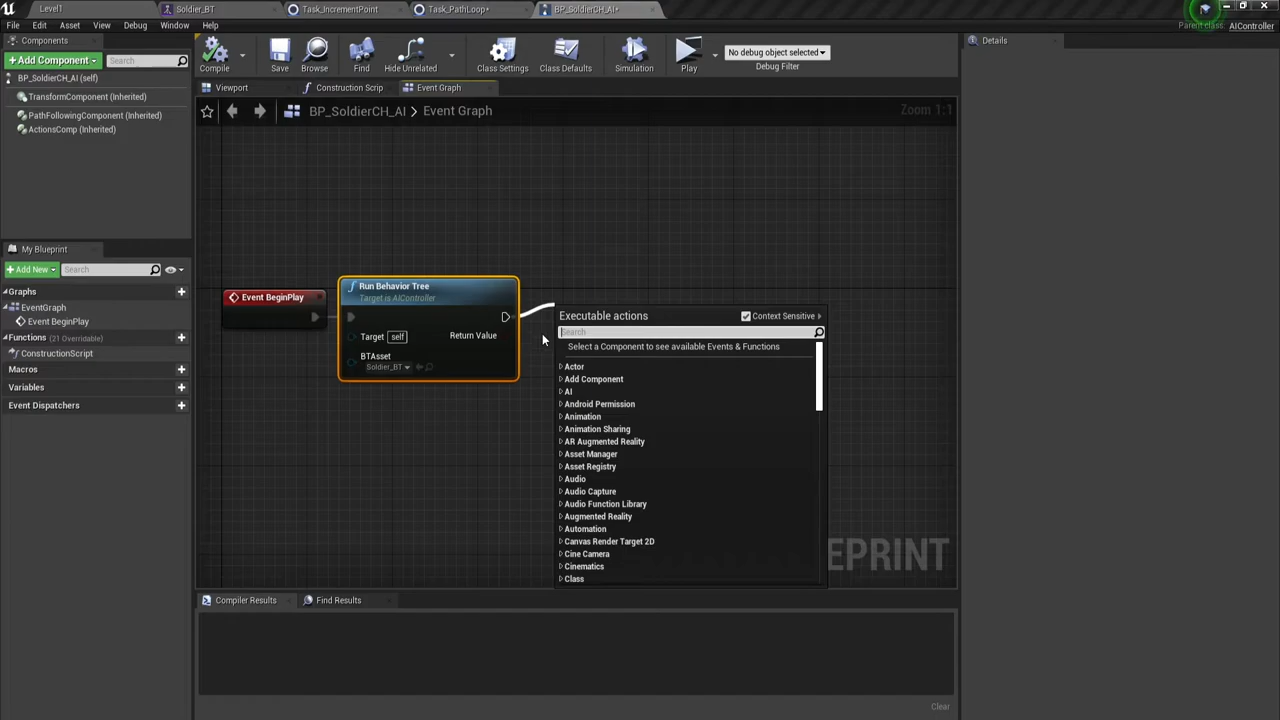 Level1
Soldier_BT
Task_IncrementPoint
Task_PathLoop*
BP_SoldierCH_AI*
File Edit Asset View Debug Window Help
Parent class: AIController
Components
+Add Component
Search
BP_SoldierCH_AI (self)
TransformComponent (Inherited)
PathFollowingComponent (Inherited)
ActionsComp (Inherited)
Compile
Save
Browse
Find
Hide Unrelated
Class Settings
Class Defaults
Simulation
Play
No debug object selected
Debug Filter
Details
Viewport
Construction Scrip
Event Graph
BP_SoldierCH_AI > Event Graph
Zoom 1:1
My Blueprint
+Add New
Search
Graphs
EventGraph
Event BeginPlay
Functions (21 Overridable)
ConstructionScript
Macros
Variables
Event Dispatchers
Event BeginPlay
Run Behavior Tree
Target is AIController
Target self
Return Value
BTAsset
Soldier_BT
Executable actions
Context Sensitive
Search
Select a Component to see available Events & Functions
Actor
Add Component
AI
Android Permission
Animation
Animation Sharing
AR Augmented Reality
Asset Manager
Asset Registry
Audio
Audio Capture
Audio Function Library
Augmented Reality
Automation
Canvas Render Target 2D
Cine Camera
Cinematics
Class
EPRINT
Compiler Results
Find Results
Clear